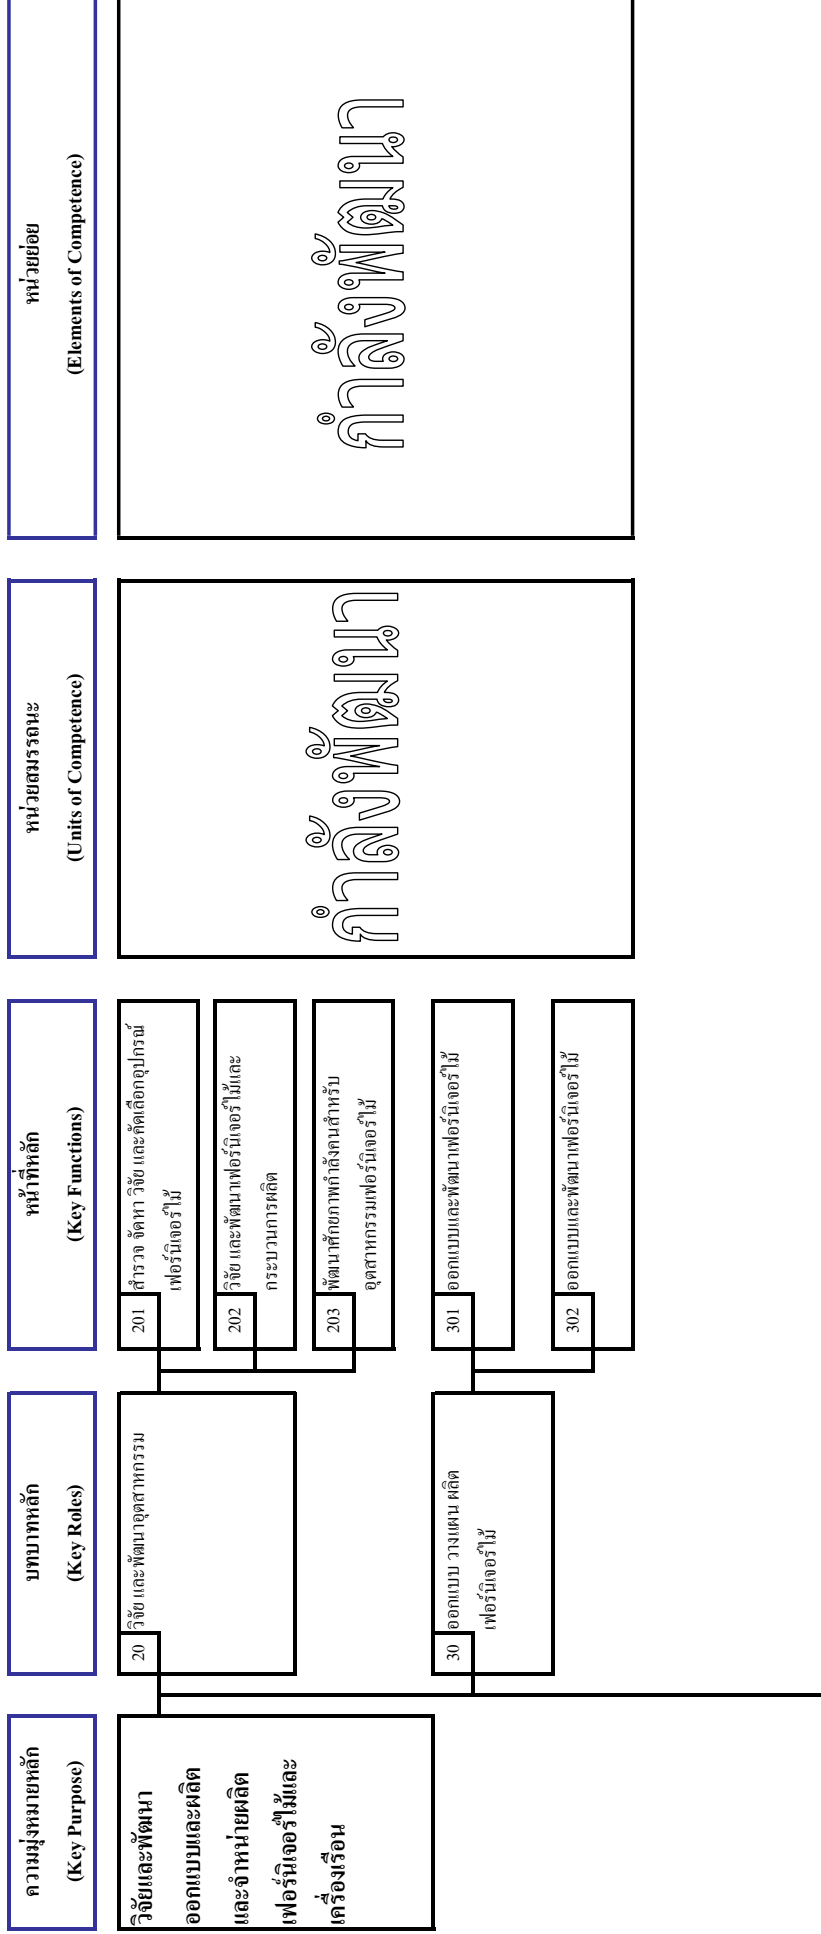 ความมุ่งหมายหลัก
(Key Purpose)
บทบาทหลัก
(Key Roles)
หน้าที่หลัก
(Key Functions)
หน่วยสมรรถนะ
(Units of Competence)
หน่วยย่อย
(Elements of Competence)
วิจัยและพัฒนา
ออกแบบและผลิต
และจำหน่ายผลิต
เฟอร์นิเจอร์ไม้และ
เครื่องเรือน
20 วิจัย และพัฒนาอุตสาหกรรม
30 ออกแบบ วางแผน ผลิต
เฟอร์นิเจอร์ไม้
201 สำรวจ จัดหา วิจัย และคัดเลือกอุปกรณ์
เฟอร์นิเจอร์ไม้
202 วิจัย และพัฒนาเฟอร์นิเจอร์ไม้และ
กระบวนการผลิต
203 พัฒนาศักยภาพกำลังคนสำหรับ
อุตสาหกรรมเฟอร์นิเจอร์ไม้
301 ออกแบบและพัฒนาเฟอร์นิเจอร์ไม้
302 ออกแบบและพัฒนาเฟอร์นิเจอร์ไม้
กำลังพัฒนา
กำลังพัฒนา